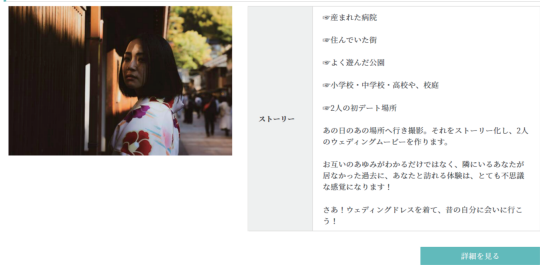 ストーリー
☞産まれた病院
☞住んでいた街
☞よく遊んだ公園
☞小学校・中学校・高校や、校庭
☞2人の初デート場所
あの日のあの場所へ行き撮影。それをストーリー化し、2人
のウェディングムービーを作ります。
お互いのあゆみがわかるだけではなく、隣にいるあなたが
居なかった過去に、あなたと訪れる体験は、とても不思議
な感覚になります！
さあ！ウェディングドレスを着て、昔の自分に会いに行こ
う！
詳細を見る